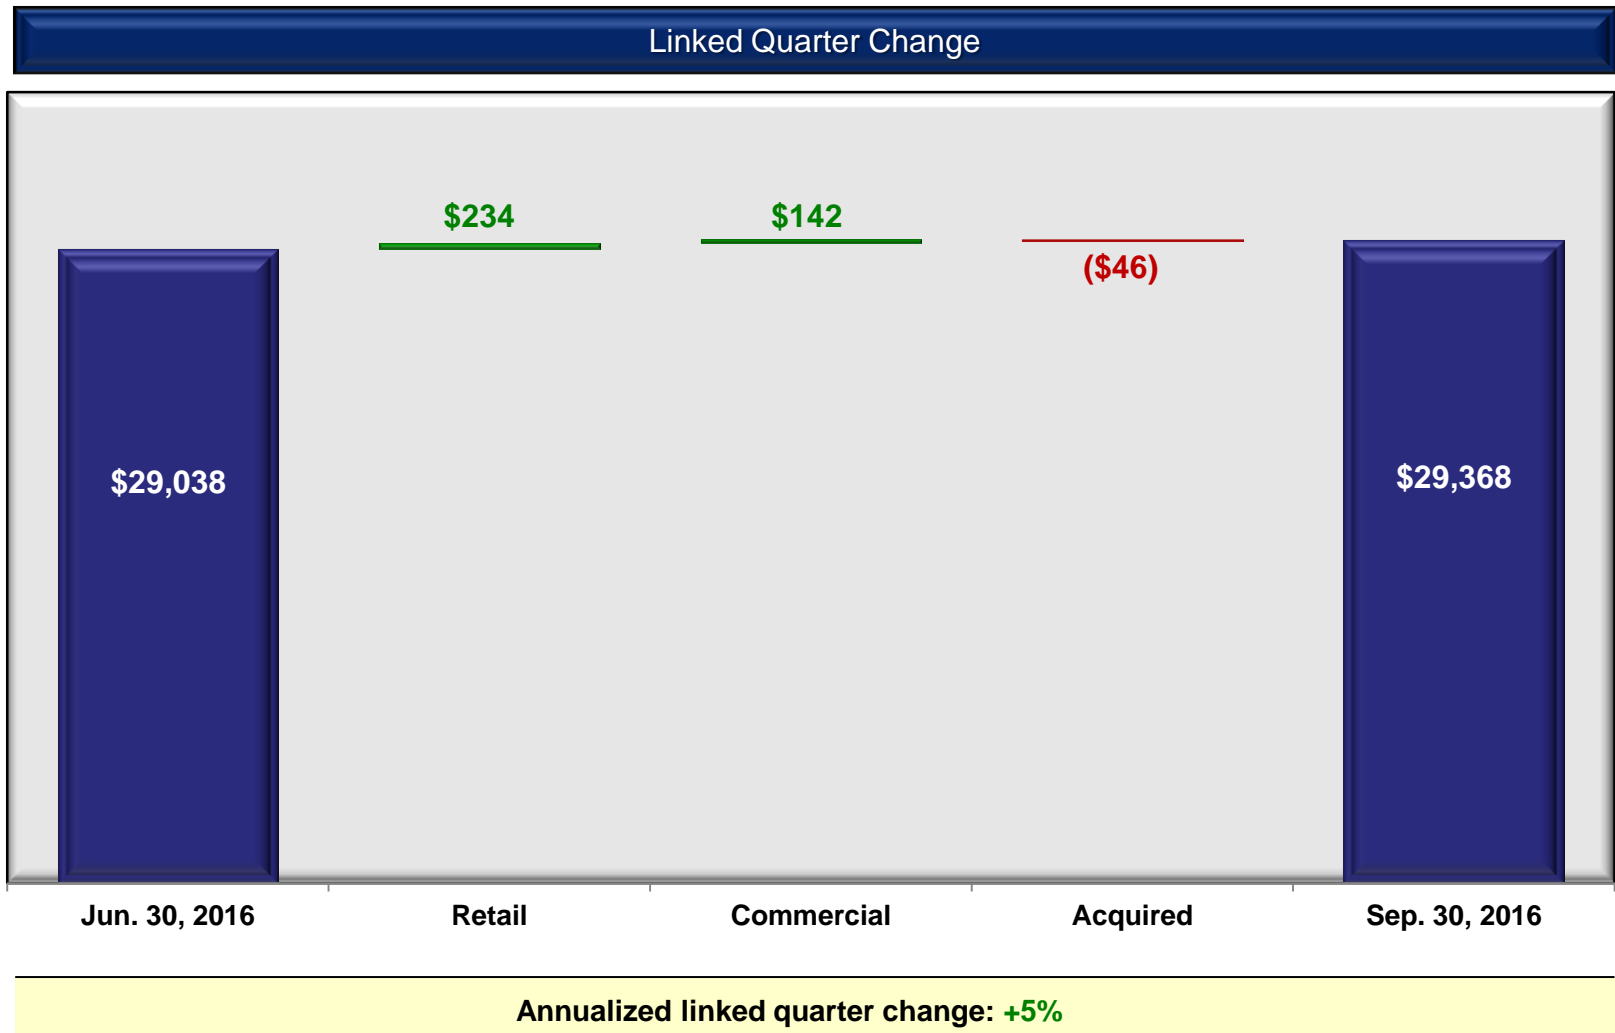 Linked Quarter Change
$234
$142
($46)
$29,038
$29,368
Jun. 30, 2016
Retail
Commercial
Acquired
Sep. 30, 2016
Annualized linked quarter change: +5%